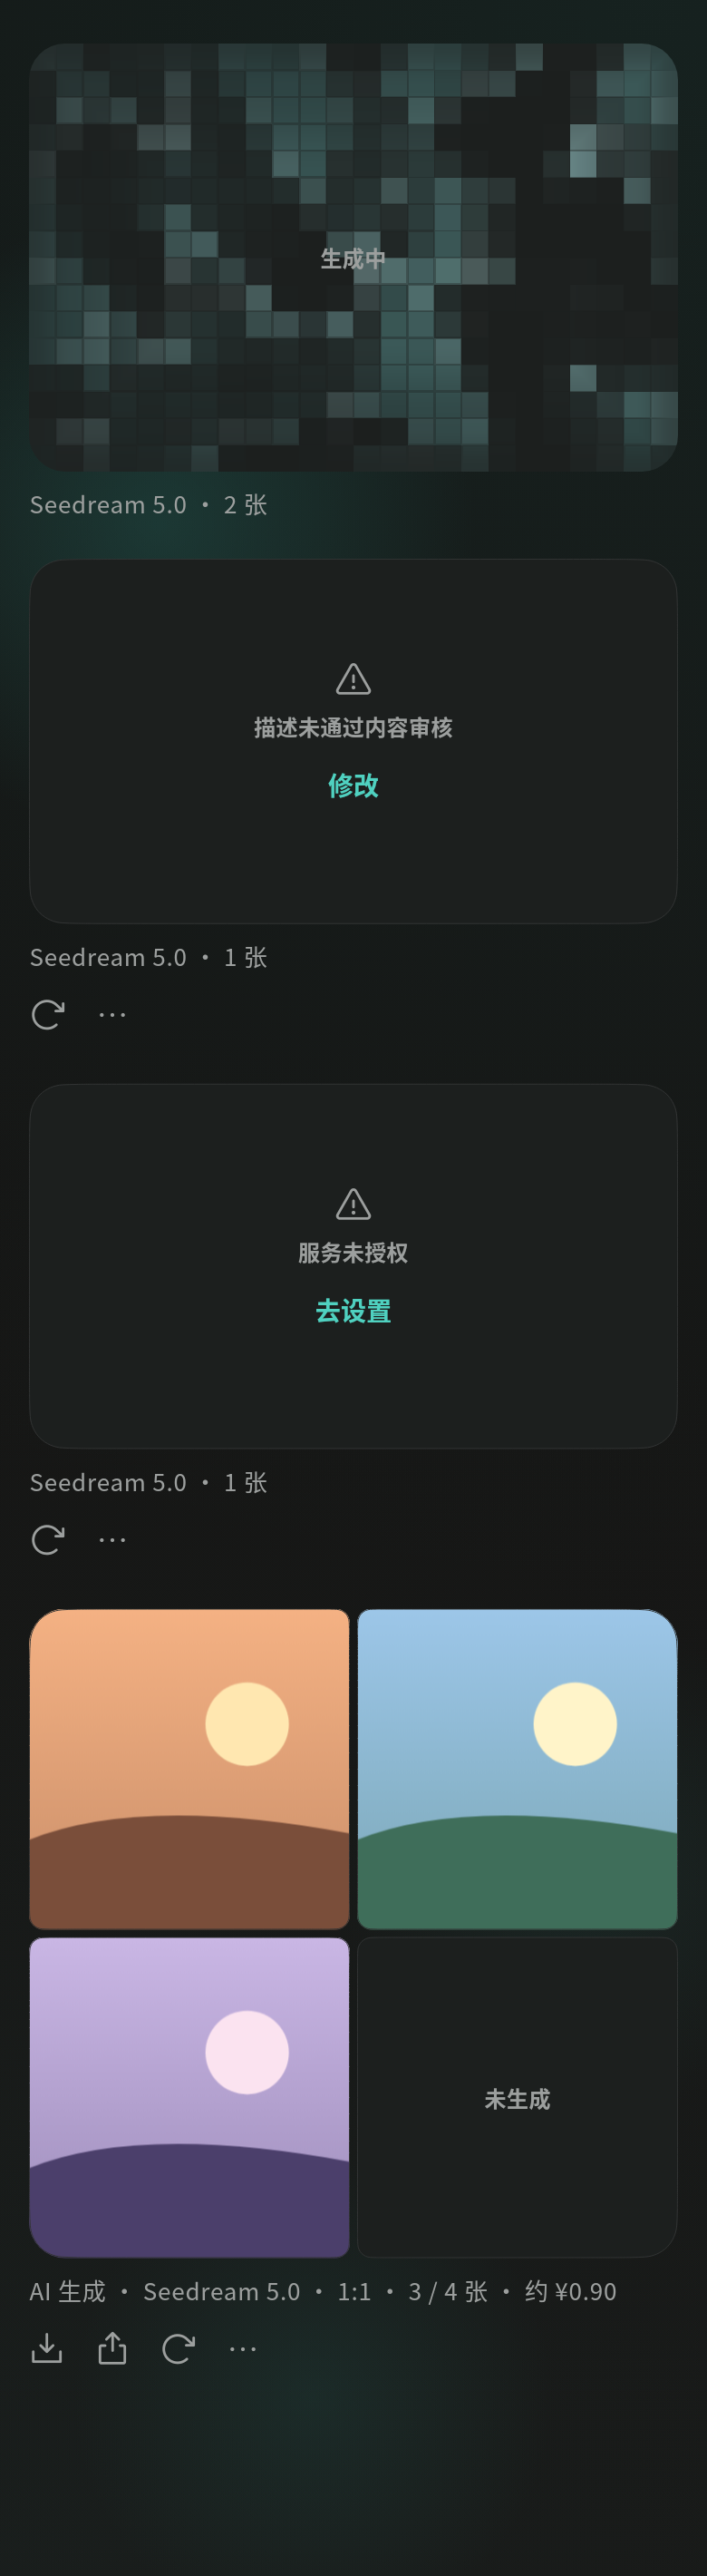 生成中
Seedream 5.0 • 2 张
描述未通过内容审核
修改
Seedream 5.0 • 1 张
服务未授权
去设置
Seedream 5.0 • 1 张
未生成
AI 生成 • Seedream 5.0 • 1:1 • 3 / 4 张 • 约 ¥0.90